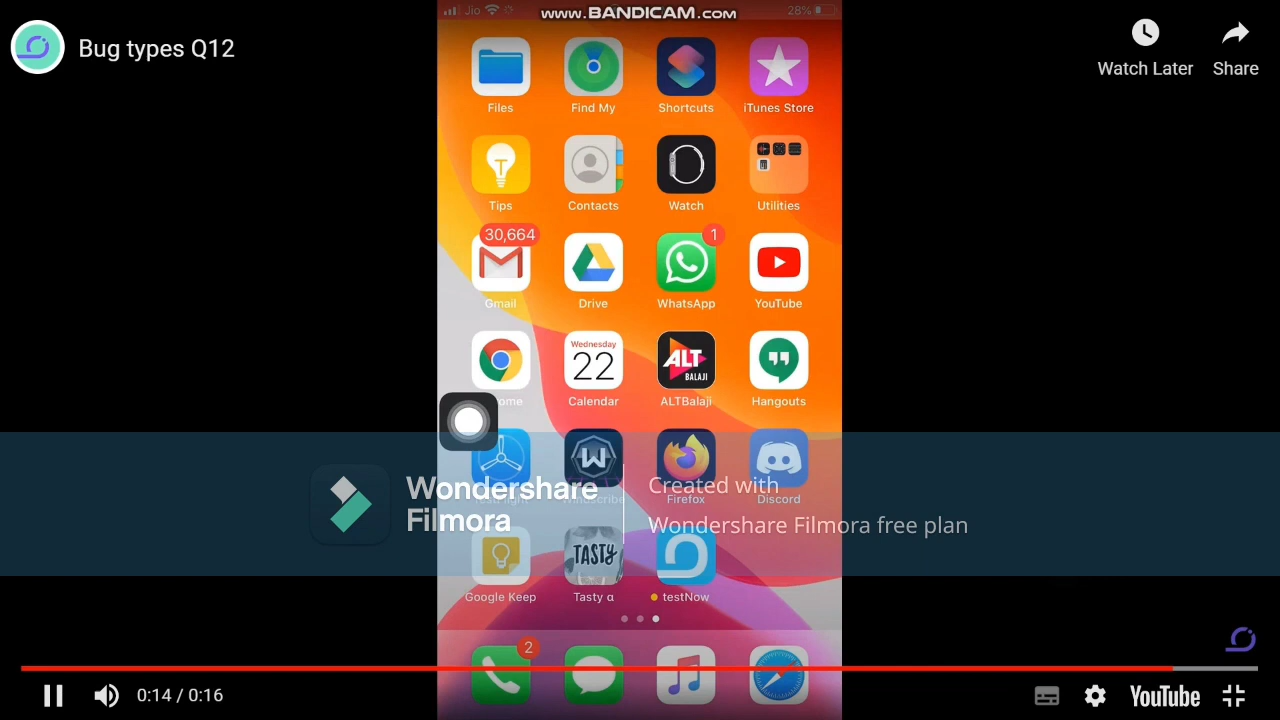 Jio
www.BANDICAM.com
28%
Bug types Q12
Watch Later
Share
Files
Find My
Shortcuts
iTunes Store
Tips
Contacts
Watch
Utilities
30,664
1
Gmail
Drive
WhatsApp
YouTube
Wednesday
22
ALT
BALAJI
Calendar
ALTBalaji
Hangouts
Wondershare
Filmora
Created with
Wondershare Filmora free plan
Windscribe
Firefox
Discord
TASTY
Google Keep
Tasty α
testNow
2
0:14 / 0:16
YouTube